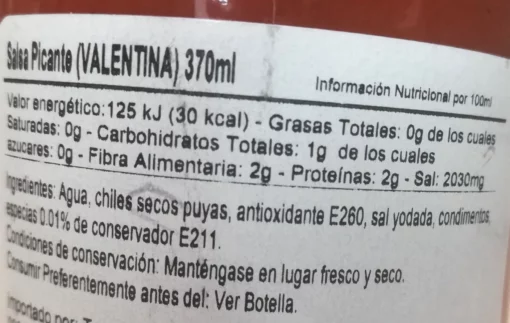 Salsa Picante (VALENTINA) 370ml
Información Nutricional por 100ml
Valor energético:125 kJ (30 kcal) - Grasas Totales: 0g de los cuales
Saturadas: 0g - Carbohidratos Totales: 1g de los cuales
azucares: 0g - Fibra Alimentaria: 2g - Proteínas: 2g - Sal: 2030mg
Ingredientes: Agua, chiles secos puyas, antioxidante E260, sal yodada, condimentos,
especias 0.01% de conservador E211.
Condiciones de conservación: Manténgase en lugar fresco y seco.
Consumir Preferentemente antes del: Ver Botella.
Importado por: